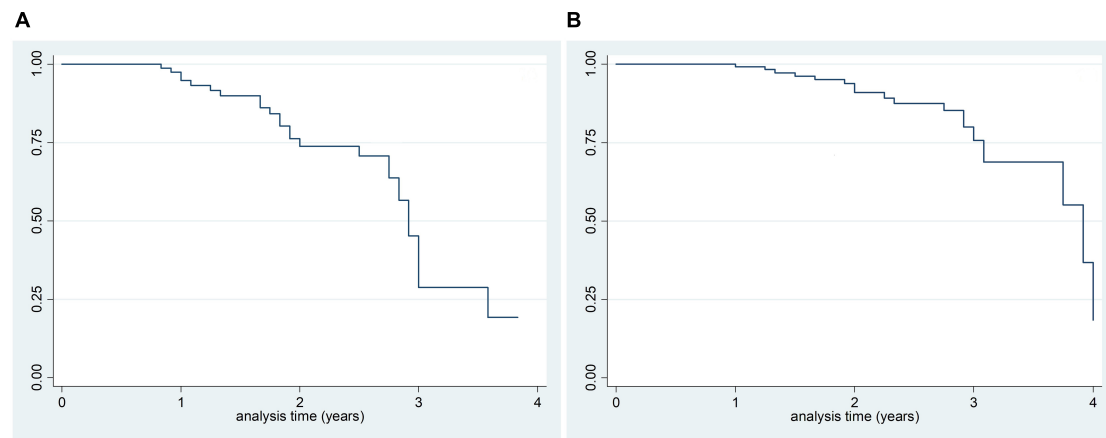 A B
1.00 1.00
0.75 0.75
0.50 0.50
0.25 0.25
0.00 0.00
0 1 2 3 4 0 1 2 3 4
analysis time (years) analysis time (years)